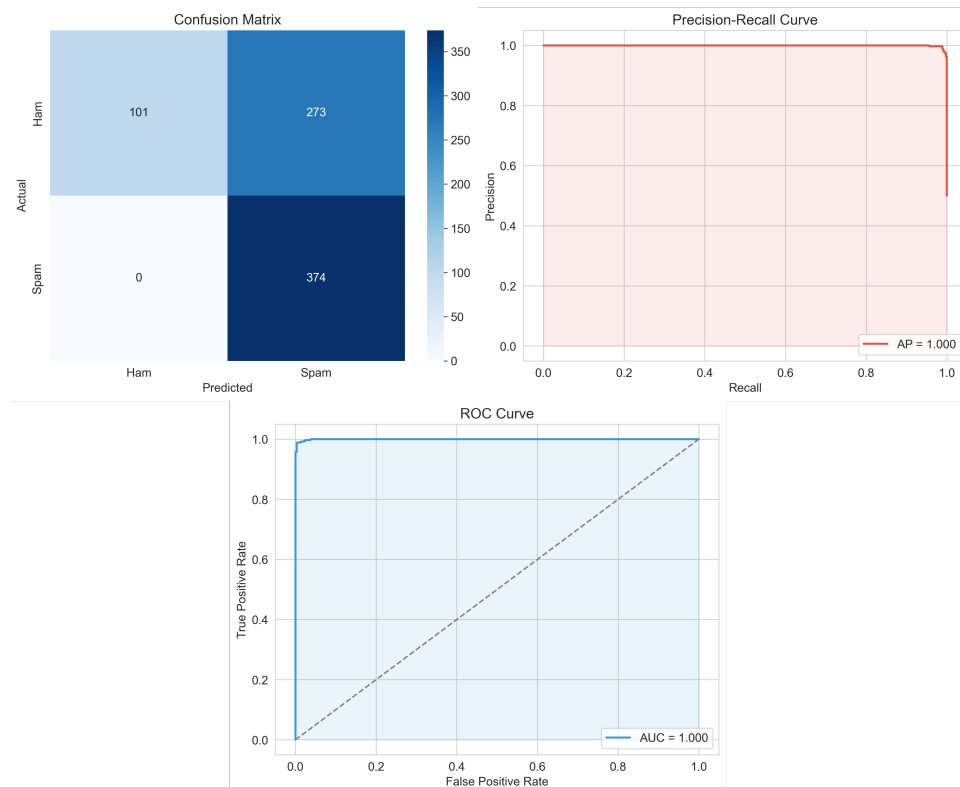 Confusion Matrix
Ham
101
273
Actual
Spam
0
374
Ham
Spam
Predicted
350
300
250
200
150
100
50
0
Precision-Recall Curve
1.0
0.8
0.6
0.4
0.2
0.0
Precision
AP = 1.000
0.0
0.2
0.4
0.6
0.8
1.0
Recall
ROC Curve
1.0
0.8
0.6
0.4
0.2
0.0
True Positive Rate
AUC = 1.000
0.0
0.2
0.4
0.6
0.8
1.0
False Positive Rate